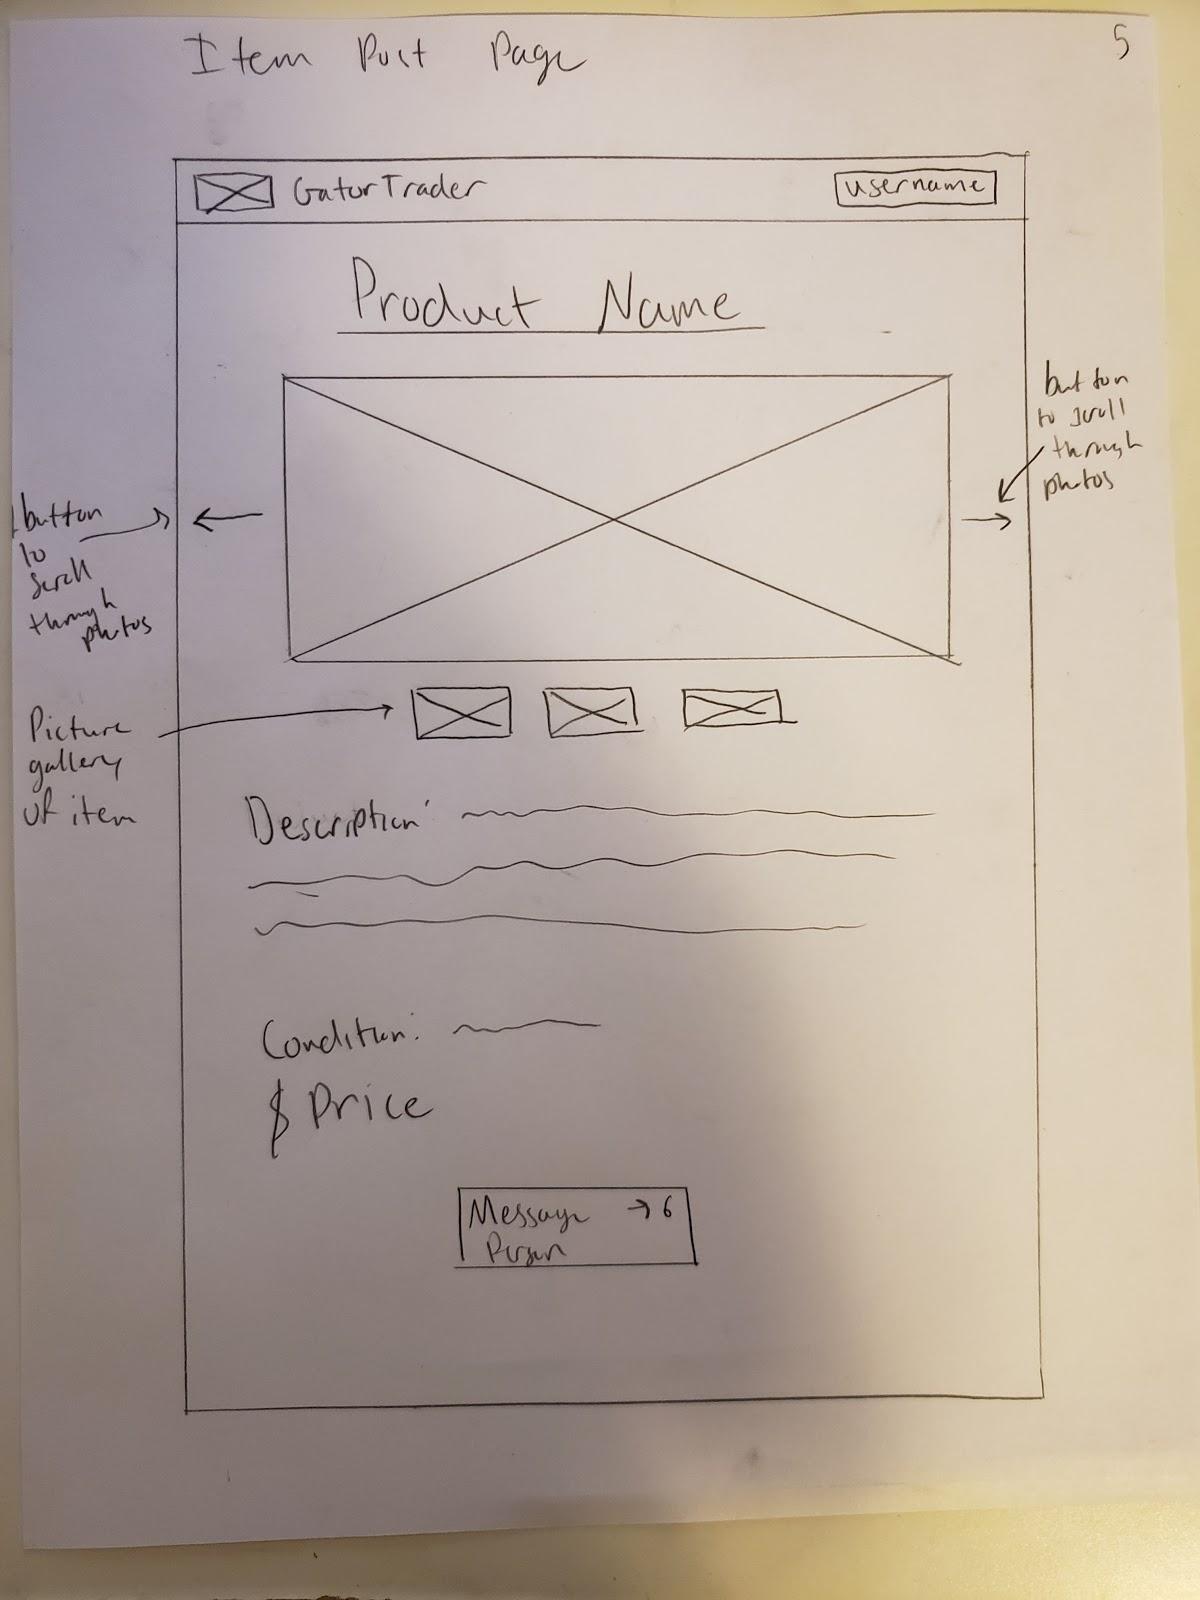 Item Post Page
5
GatorTrader
username
Product Name
button
to scroll
through
photos
button
to
scroll
through
photos
Picture
gallery
of item
Description:
Condition:
$ Price
Message → 6
Person